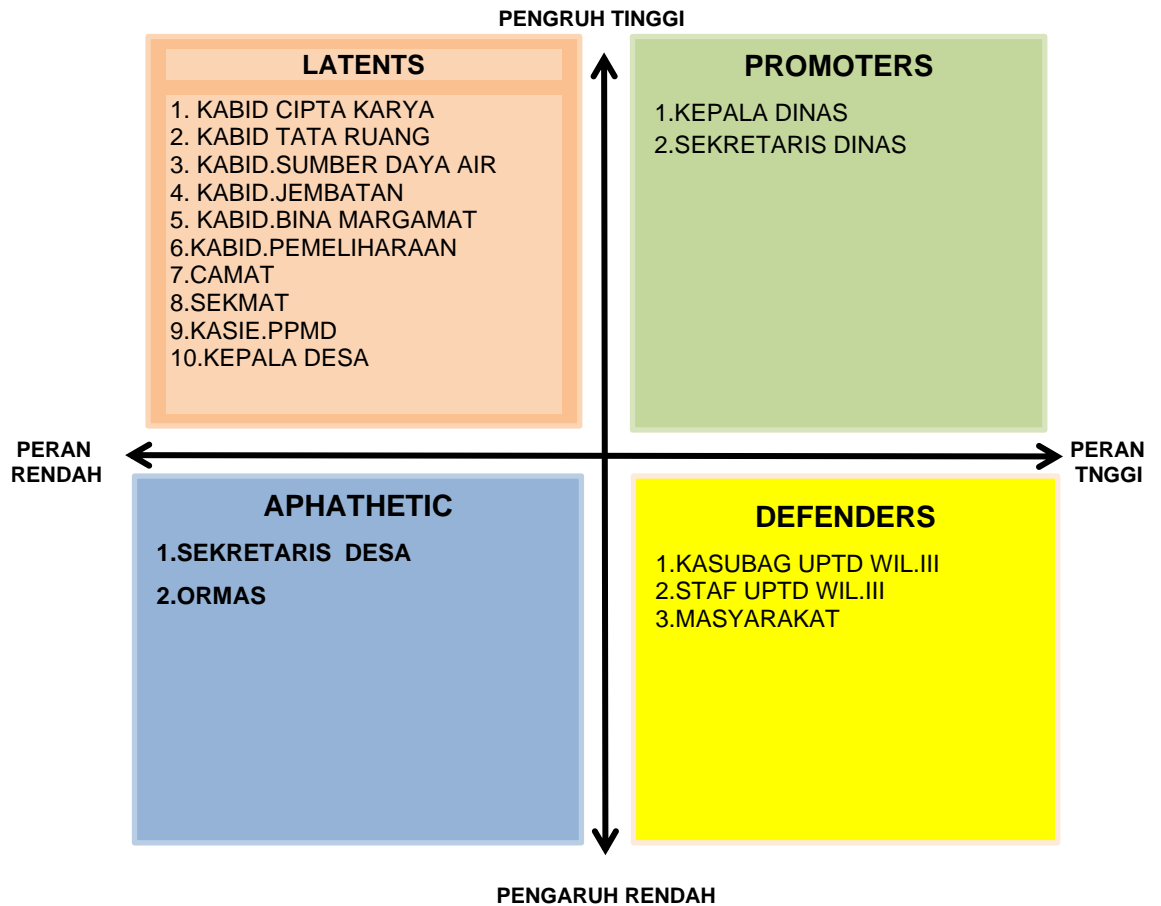 PENGRUH TINGGI
LATENTS
1. KABID CIPTA KARYA
2. KABID TATA RUANG
3. KABID.SUMBER DAYA AIR
4. KABID.JEMBATAN
5. KABID.BINA MARGAMAT
6.KABID.PEMELIHARAAN
7.CAMAT
8.SEKMAT
9.KASIE.PPMD
10.KEPALA DESA
PROMOTERS
1.KEPALA DINAS
2.SEKRETARIS DINAS
PERAN
RENDAH
PERAN
TNGGI
APHATHETIC
1.SEKRETARIS DESA
2.ORMAS
DEFENDERS
1.KASUBAG UPTD WIL.III
2.STAF UPTD WIL.III
3.MASYARAKAT
PENGARUH RENDAH